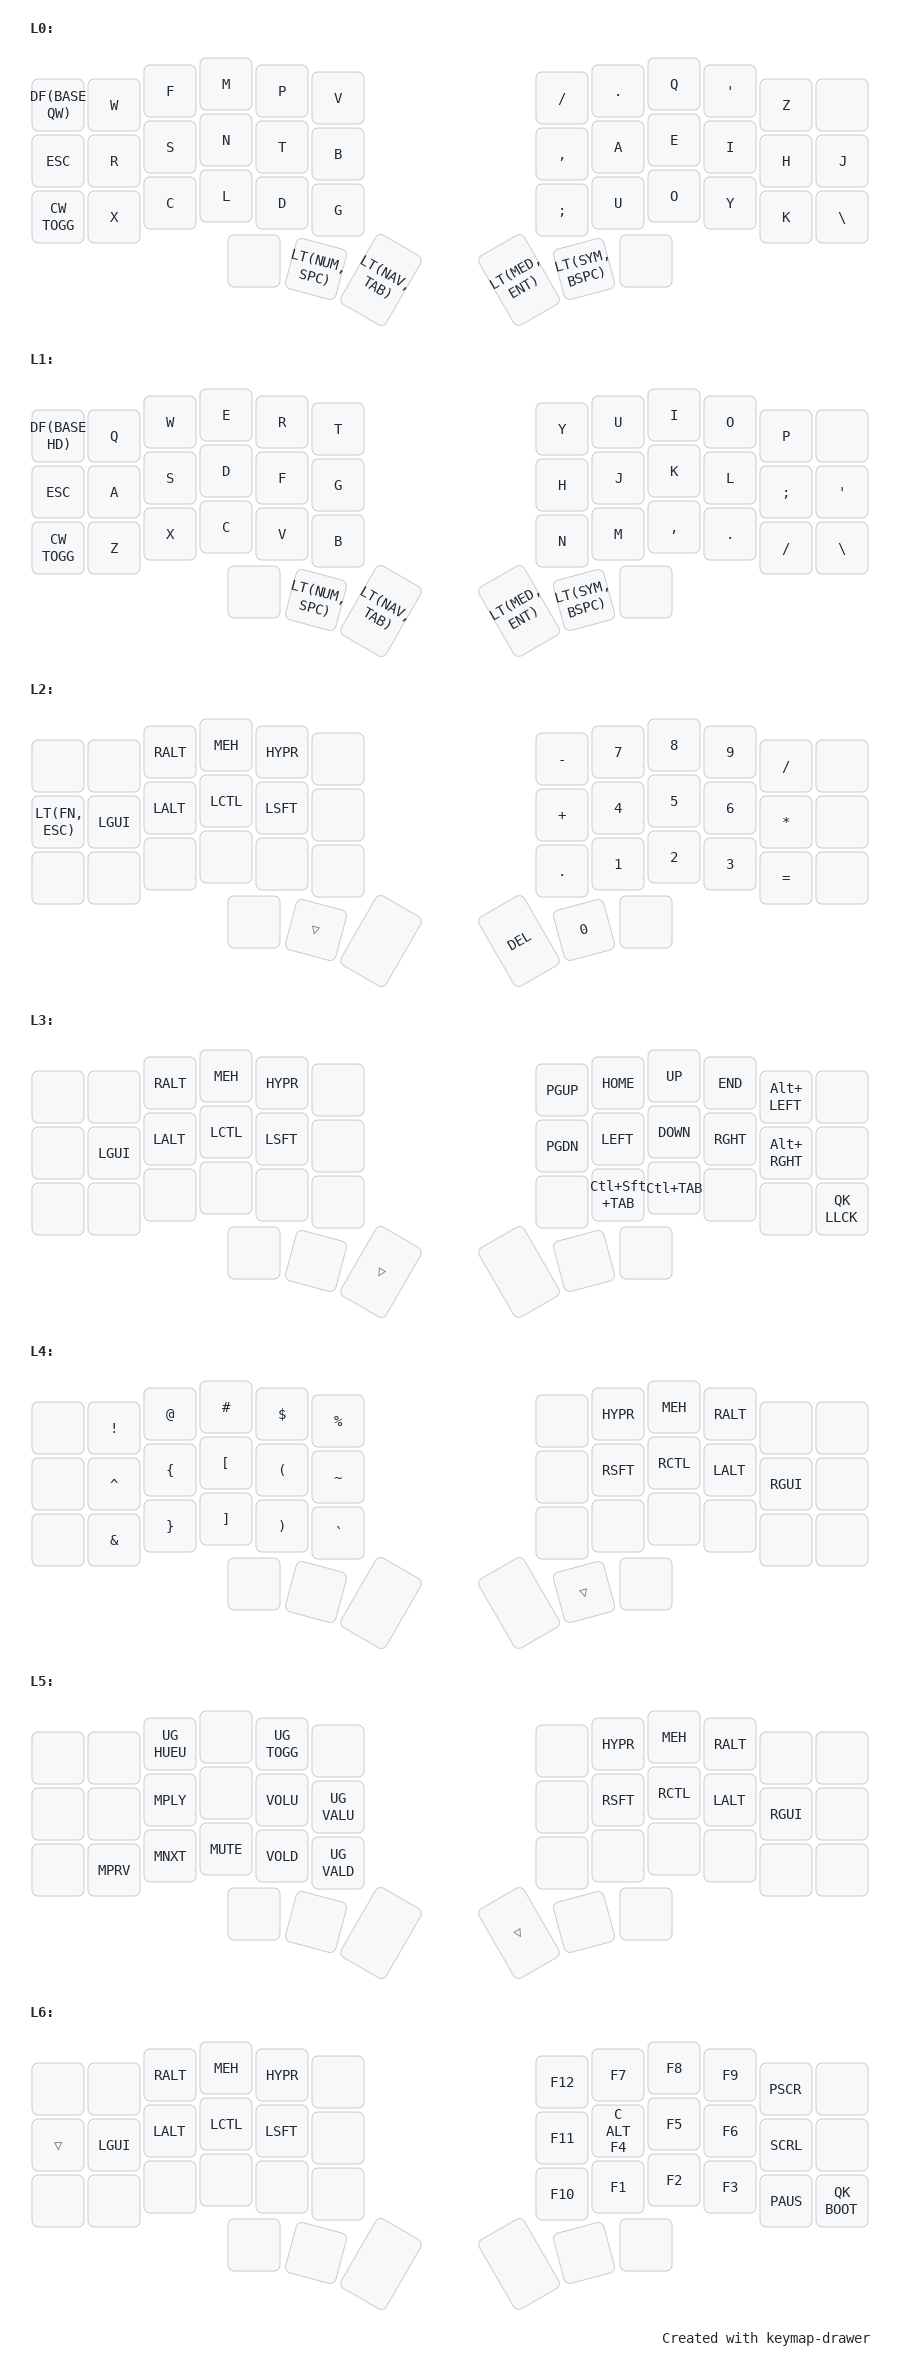 L0:
DF(BASE QW) W F M P V / . Q ' Z
ESC R S N T B , A E I H J
CW TOGG X C L D G ; U O Y K \
LT(NUM, SPC) LT(NAV, TAB) LT(MED, ENT) LT(SYM, BSPC)
L1:
DF(BASE HD) Q W E R T Y U I O P
ESC A S D F G H J K L ; '
CW TOGG Z X C V B N M , . / \
LT(NUM, SPC) LT(NAV, TAB) LT(MED, ENT) LT(SYM, BSPC)
L2:
RALT MEH HYPR - 7 8 9 /
LT(FN, ESC) LGUI LALT LCTL LSFT + 4 5 6 *
. 1 2 3 =
▽ DEL 0
L3:
RALT MEH HYPR PGUP HOME UP END Alt+ LEFT
LGUI LALT LCTL LSFT PGDN LEFT DOWN RGHT Alt+ RGHT
Ctl+Sft +TAB Ctl+TAB QK LLCK
▽
L4:
! @ # $ % HYPR MEH RALT
^ { [ ( ~ RSFT RCTL LALT RGUI
& } ] ) `
▽
L5:
UG HUEU UG TOGG HYPR MEH RALT
MPLY VOLU UG VALU RSFT RCTL LALT RGUI
MPRV MNXT MUTE VOLD UG VALD
▽
L6:
RALT MEH HYPR F12 F7 F8 F9 PSCR
▽ LGUI LALT LCTL LSFT F11 C ALT F4 F5 F6 SCRL
F10 F1 F2 F3 PAUS QK BOOT
Created with keymap-drawer